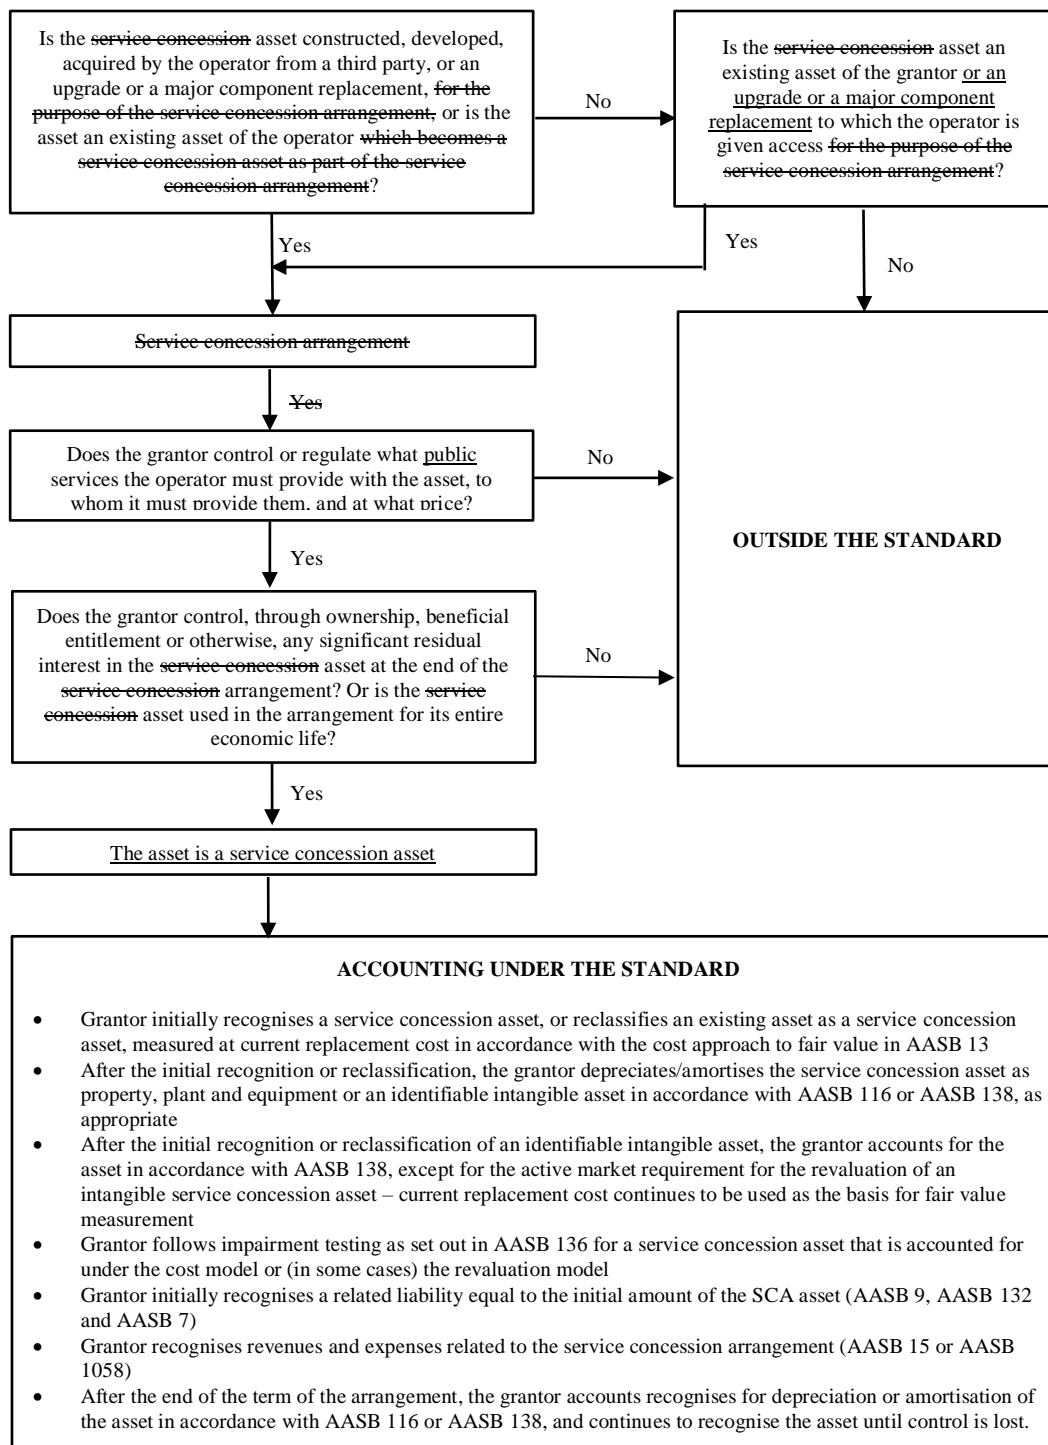 Is the service concession asset constructed, developed,
acquired by the operator from a third party, or an
upgrade or a major component replacement, for the
purpose of the service concession arrangement, or is the
asset an existing asset of the operator which becomes a
service concession asset as part of the service
concession arrangement?
No
Is the service concession asset an
existing asset of the grantor or an
upgrade or a major component
replacement to which the operator is
given access for the purpose of the
service concession arrangement?
Yes
Yes
No
Service concession arrangement
Yes
Does the grantor control or regulate what public
services the operator must provide with the asset, to
whom it must provide them, and at what price?
No
OUTSIDE THE STANDARD
Yes
Does the grantor control, through ownership, beneficial
entitlement or otherwise, any significant residual
interest in the service concession asset at the end of the
service concession arrangement? Or is the service
concession asset used in the arrangement for its entire
economic life?
No
Yes
The asset is a service concession asset
ACCOUNTING UNDER THE STANDARD
• Grantor initially recognises a service concession asset, or reclassifies an existing asset as a service concession
asset, measured at current replacement cost in accordance with the cost approach to fair value in AASB 13
• After the initial recognition or reclassification, the grantor depreciates/amortises the service concession asset as
property, plant and equipment or an identifiable intangible asset in accordance with AASB 116 or AASB 138, as
appropriate
• After the initial recognition or reclassification of an identifiable intangible asset, the grantor accounts for the
asset in accordance with AASB 138, except for the active market requirement for the revaluation of an
intangible service concession asset – current replacement cost continues to be used as the basis for fair value
measurement
• Grantor follows impairment testing as set out in AASB 136 for a service concession asset that is accounted for
under the cost model or (in some cases) the revaluation model
• Grantor initially recognises a related liability equal to the initial amount of the SCA asset (AASB 9, AASB 132
and AASB 7)
• Grantor recognises revenues and expenses related to the service concession arrangement (AASB 15 or AASB
1058)
• After the end of the term of the arrangement, the grantor accounts recognises for depreciation or amortisation of
the asset in accordance with AASB 116 or AASB 138, and continues to recognise the asset until control is lost.